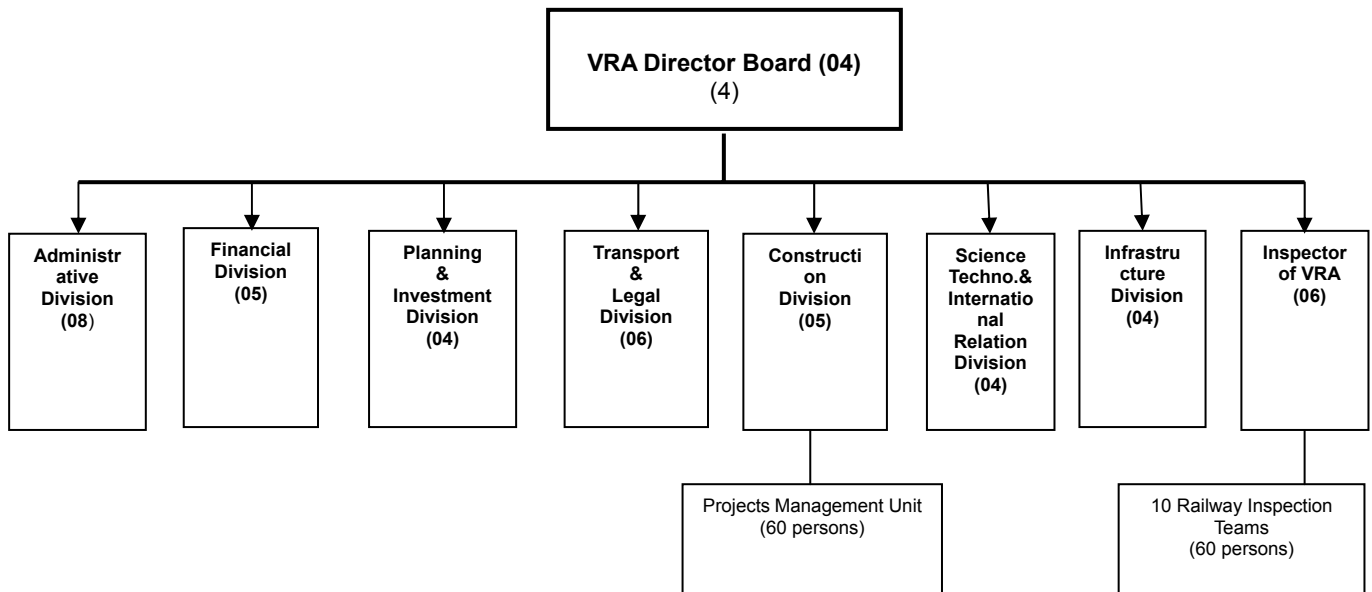 VRA Director Board (04)
(4)
Administr
ative
Division
(08)
Financial
Division
(05)
Planning
&
Investment
Division
(04)
Transport
&
Legal
Division
(06)
Constructi
on
Division
(05)
Science
Techno.&
Internatio
nal
Relation
Division
(04)
Infrastru
cture
Division
(04)
Inspector
of VRA
(06)
Projects Management Unit
(60 persons)
10 Railway Inspection
Teams
(60 persons)